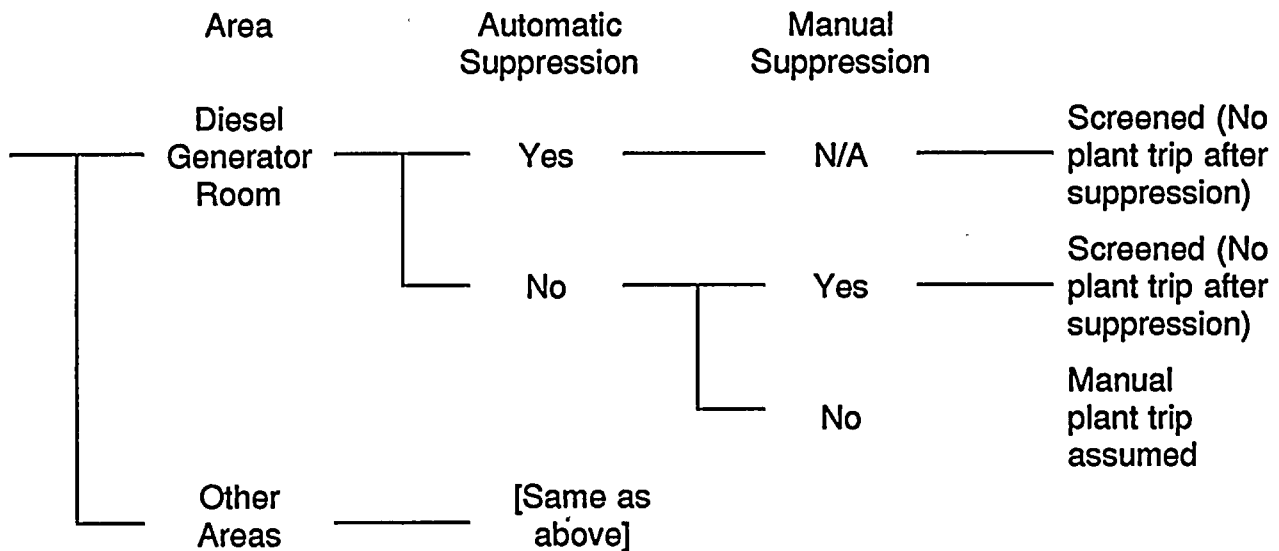 Area
Automatic
Suppression
Manual
Suppression
Diesel
Generator
Room
Yes
N/A
Screened (No
plant trip after
suppression)
No
Yes
Screened (No
plant trip after
suppression)
No
Manual
plant trip
assumed
Other
Areas
[Same as
above]